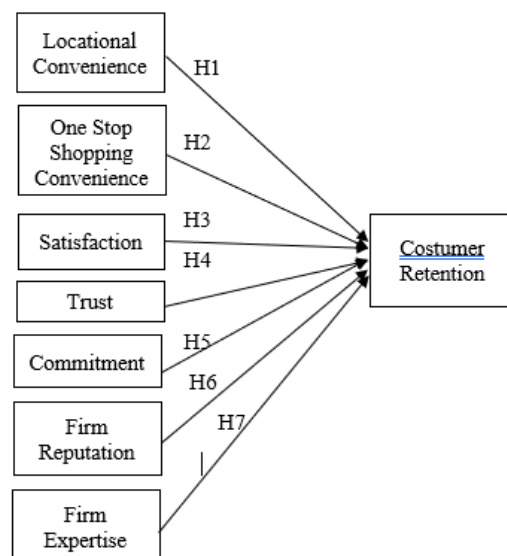 Locational
Convenience
H1
One Stop
Shopping
Convenience
H2
Satisfaction
H3
H4
Costumer
Retention
Trust
Commitment
H5
H6
Firm
Reputation
H7
Firm
Expertise